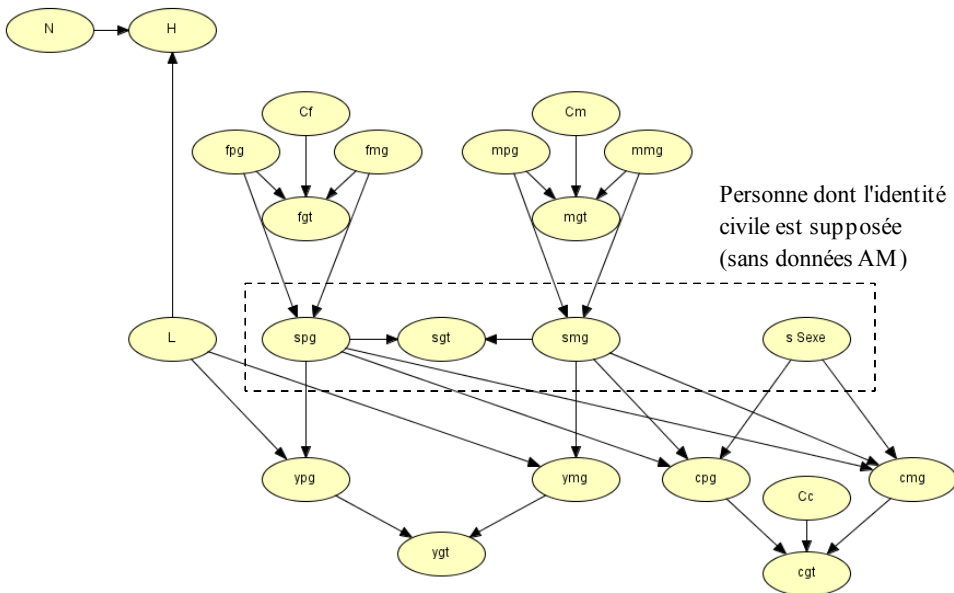 N
H
Cf
Cm
fpg
fmg
mpg
mmg
fgt
mgt
Personne dont l'identité
civile est supposée
(sans données AM)
L
spg
sgt
smg
s Sexe
ypg
ymg
cpg
cmg
Cc
ygt
cgt